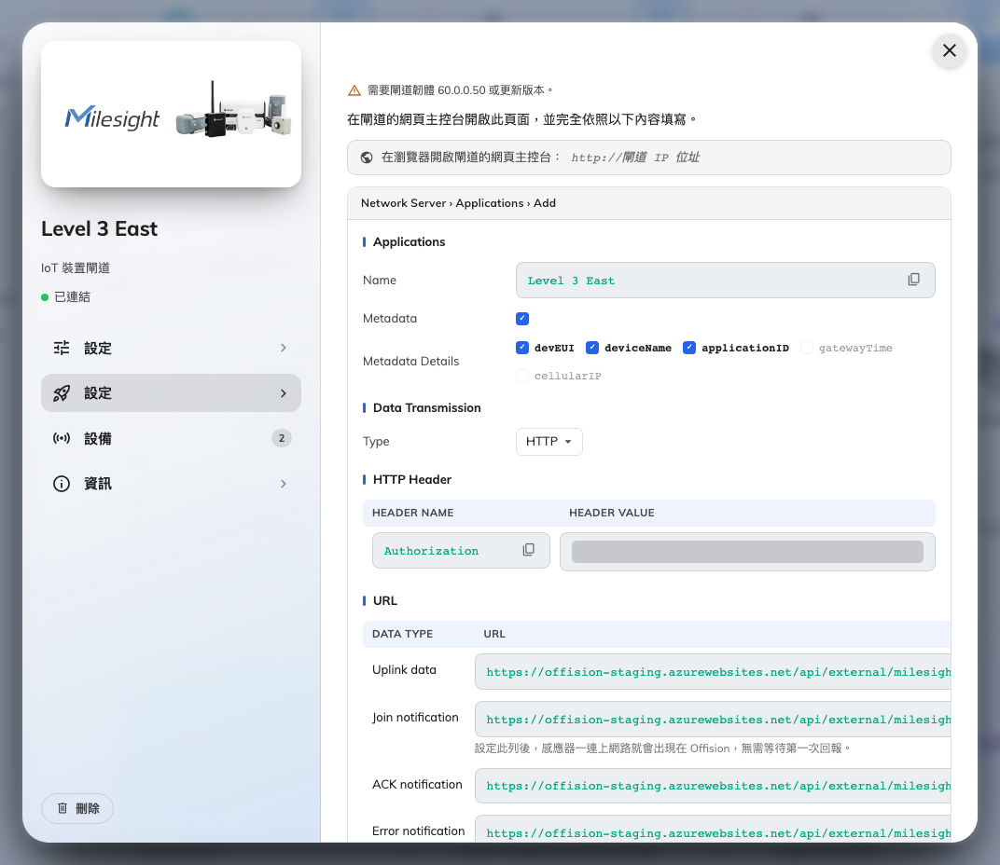 Milesight
Level 3 East
IoT 裝置閘道
已連結
設定
設定
設備
2
資訊
刪除
需要閘道韌體 60.0.0.50 或更新版本。
在閘道的網頁主控台開啟此頁面，並完全依照以下內容填寫。
在瀏覽器開啟閘道的網頁主控台： http://閘道 IP 位址
Network Server › Applications › Add
Applications
Name
Level 3 East
Metadata
Metadata Details
devEUI
deviceName
applicationID
gatewayTime
cellularIP
Data Transmission
Type
HTTP
HTTP Header
HEADER NAME
HEADER VALUE
Authorization
URL
DATA TYPE
URL
Uplink data
https://offision-staging.azurewebsites.net/api/external/milesigh
Join notification
https://offision-staging.azurewebsites.net/api/external/milesigh
設定此列後，感應器一連上網路就會出現在 Offision，無需等待第一次回報。
ACK notification
https://offision-staging.azurewebsites.net/api/external/milesigh
Error notification
https://offision-staging.azurewebsites.net/api/external/milesigh